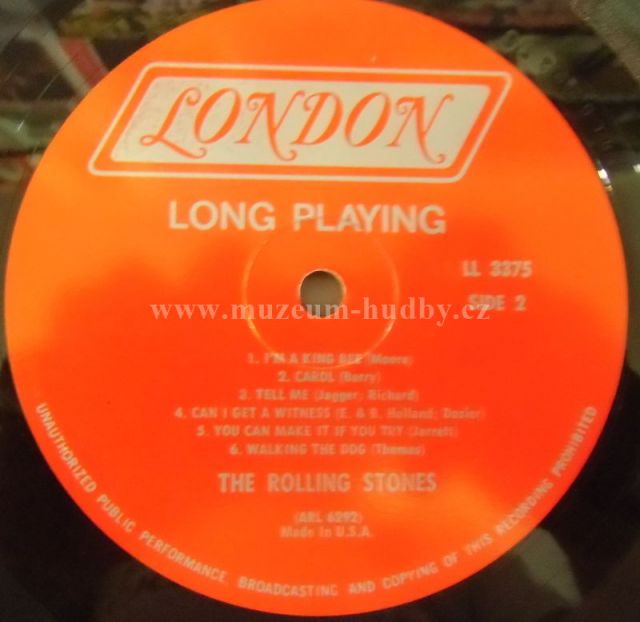 LONDON
LONG PLAYING
LL 3375
SIDE 2
www.muzeum-hudby.cz
1. I'M A KING BEE (Moore)
2. CAROL (Berry)
3. TELL ME (Jagger; Richard)
4. CAN I GET A WITNESS (E. & B. Holland; Dozier)
5. YOU CAN MAKE IT IF YOU TRY (Jarrett)
6. WALKING THE DOG (Thomas)
THE ROLLING STONES
(ARL 6292)
Made in U.S.A.
UNAUTHORIZED PUBLIC PERFORMANCE, BROADCASTING AND COPYING OF THIS RECORDING PROHIBITED